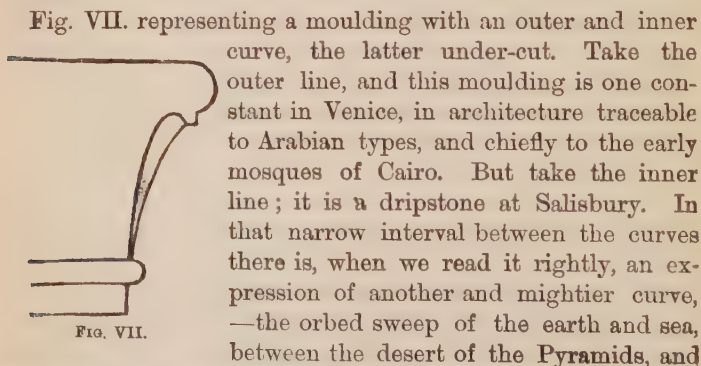 Fig. VII. representing a moulding with an outer and inner
curve, the latter under-cut. Take the
outer line, and this moulding is one con-
stant in Venice, in architecture traceable
to Arabian types, and chiefly to the early
mosques of Cairo. But take the inner
line; it is a dripstone at Salisbury. In
that narrow interval between the curves
there is, when we read it rightly, an ex-
pression of another and mightier curve,
—the orbed sweep of the earth and sea,
between the desert of the Pyramids, and
FIG. VII.